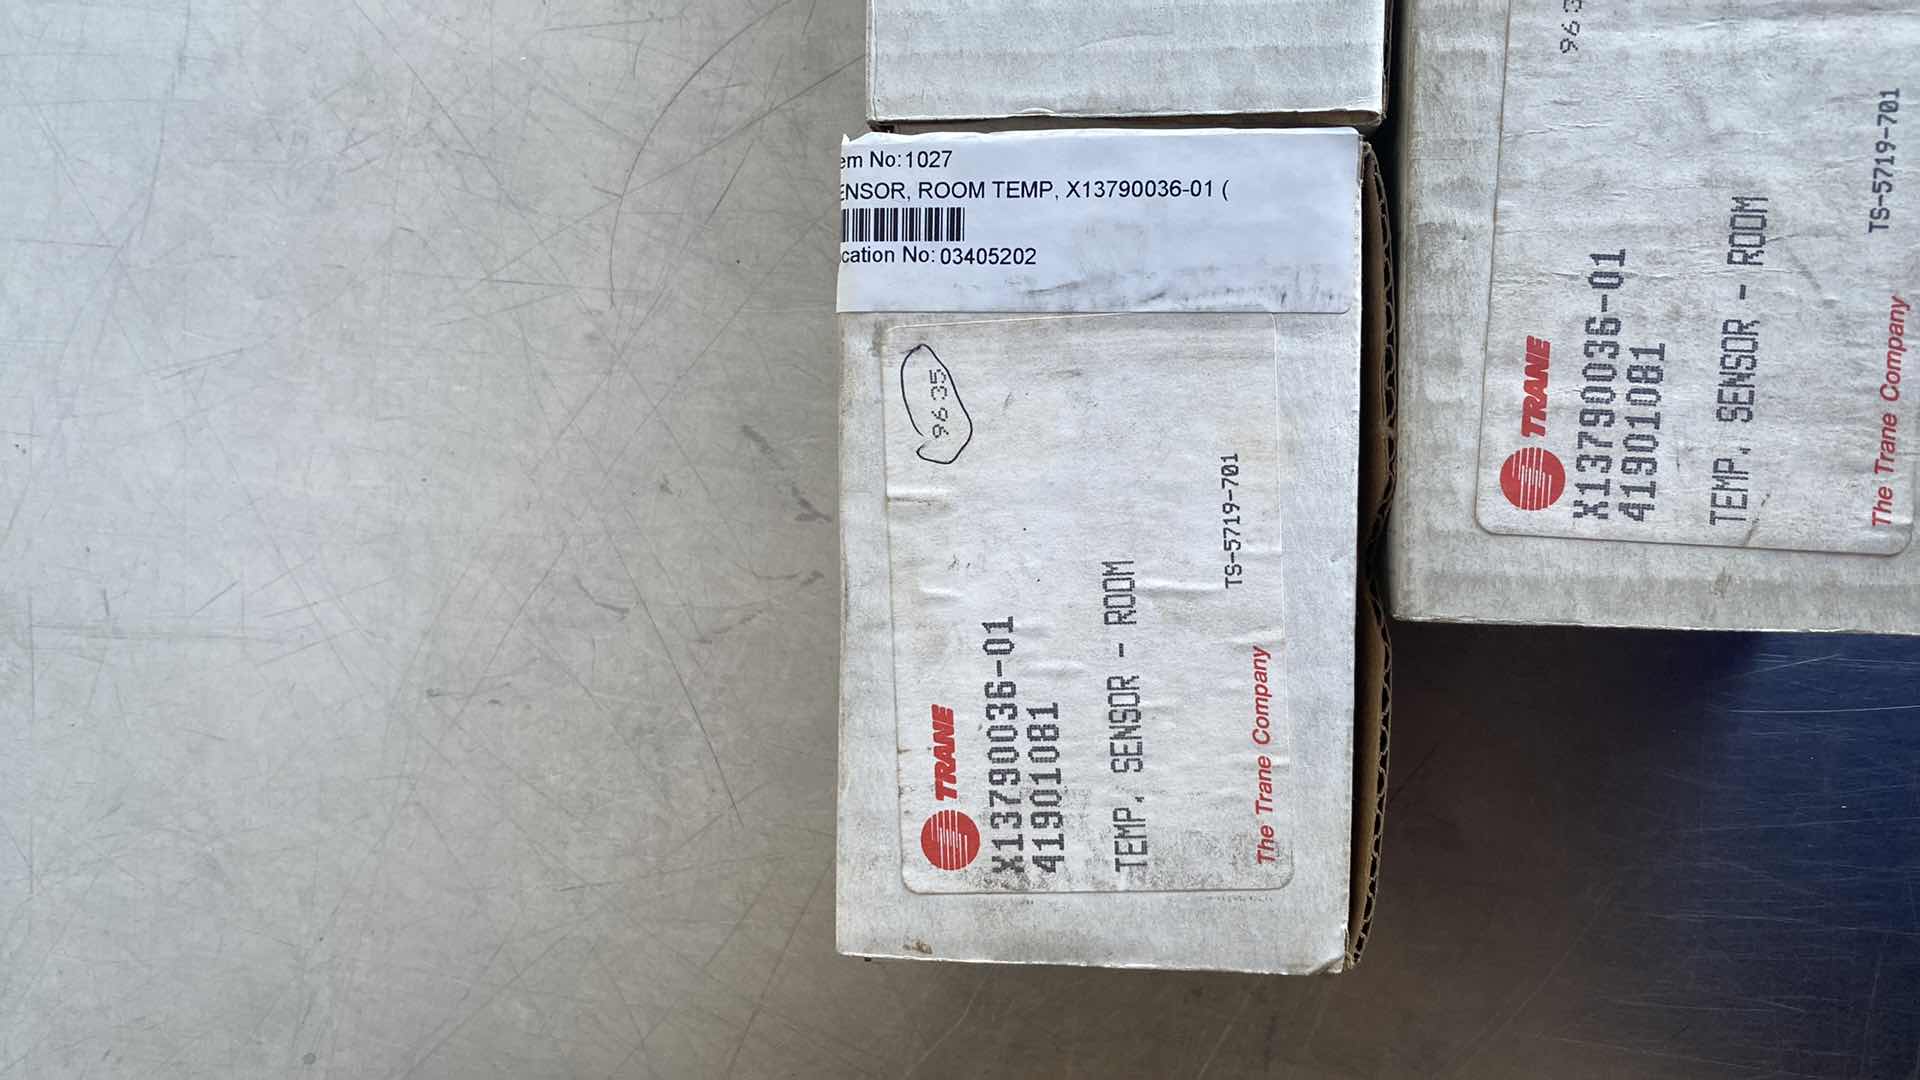 em No:1027
ENSOR, ROOM TEMP, X13790036-01 (
cation No: 03405202
9635
TRANE
X13790036-01
41901081
TEMP. SENSOR - ROOM
TS-5719-701
The Trane Company
963
TRANE
X13790036-01
41901081
TEMP. SENSOR - ROOM
TS-5719-701
The Trane Company